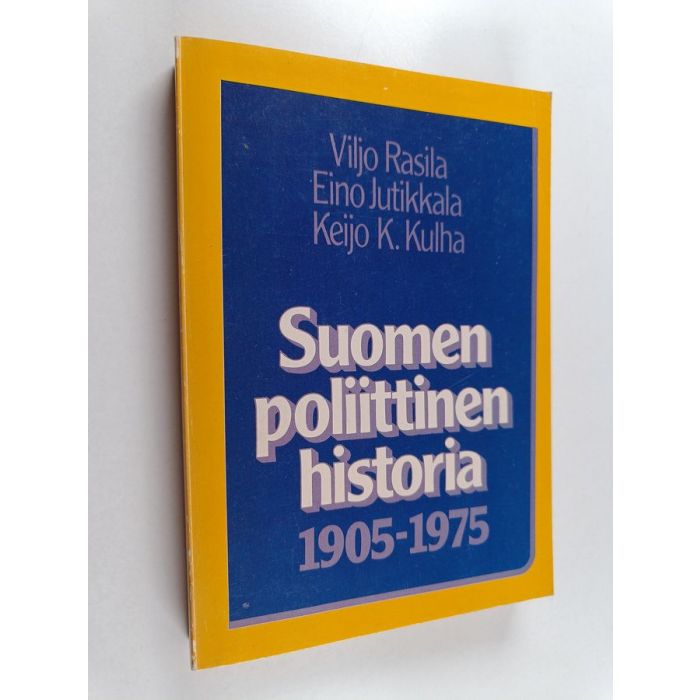 Viljo Rasila
Eino Jutikkala
Keijo K. Kulha
Suomen
poliittinen
historia
1905-1975